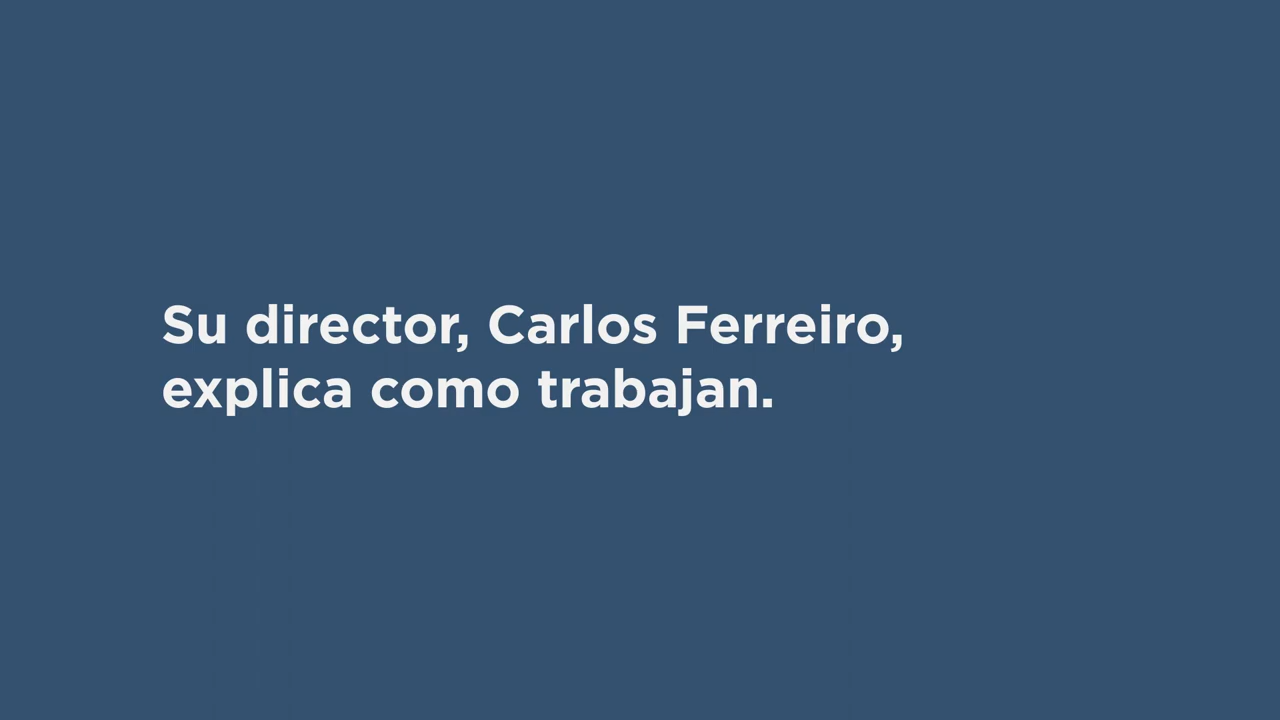 Su director, Carlos Ferreiro,
explica como trabajan.